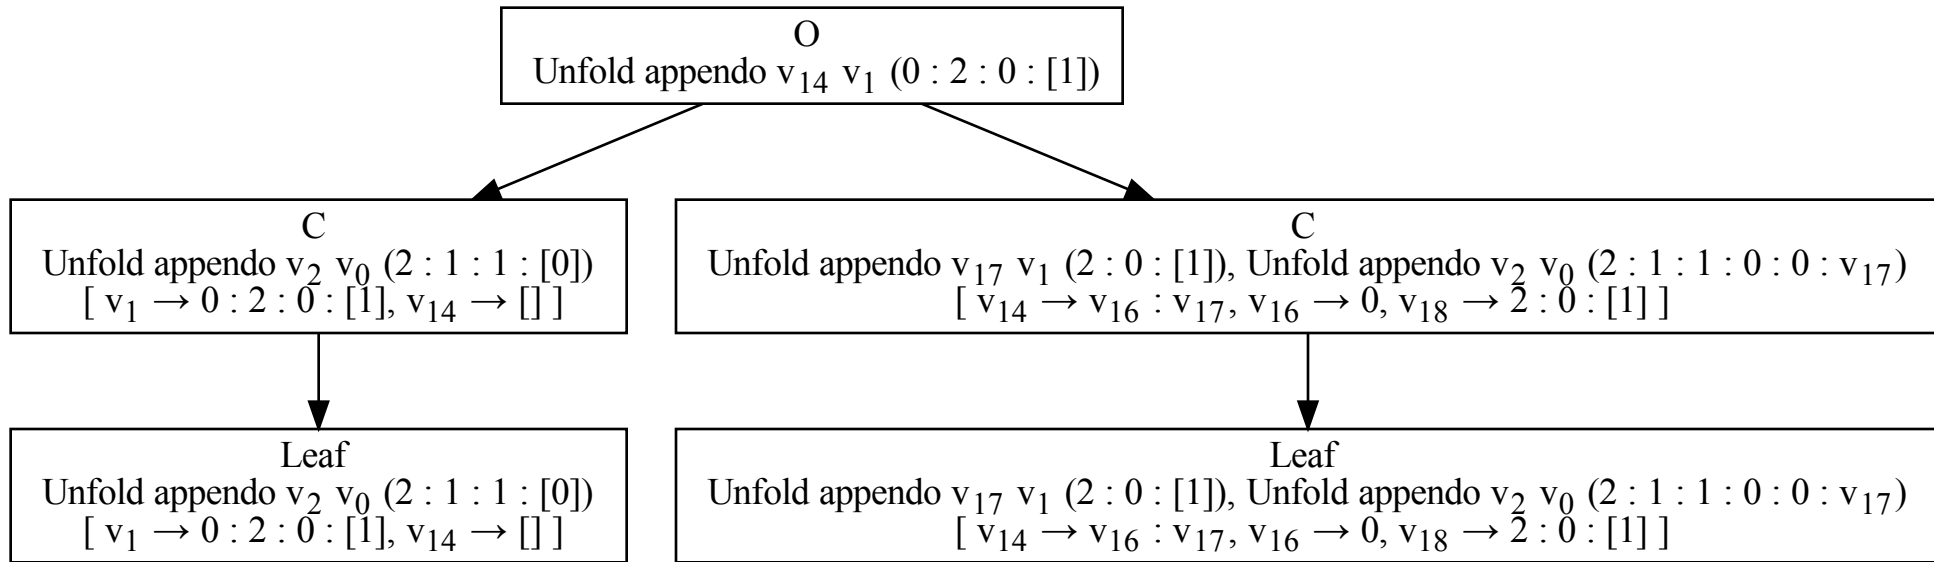 O
Unfold appendo v₁₄ v₁ (0 : 2 : 0 : [1])
C
Unfold appendo v₂ v₀ (2 : 1 : 1 : [0])
[ v₁ → 0 : 2 : 0 : [1], v₁₄ → [] ]
C
Unfold appendo v₁₇ v₁ (2 : 0 : [1]), Unfold appendo v₂ v₀ (2 : 1 : 1 : 0 : 0 : v₁₇)
[ v₁₄ → v₁₆ : v₁₇, v₁₆ → 0, v₁₈ → 2 : 0 : [1] ]
Leaf
Unfold appendo v₂ v₀ (2 : 1 : 1 : [0])
[ v₁ → 0 : 2 : 0 : [1], v₁₄ → [] ]
Leaf
Unfold appendo v₁₇ v₁ (2 : 0 : [1]), Unfold appendo v₂ v₀ (2 : 1 : 1 : 0 : 0 : v₁₇)
[ v₁₄ → v₁₆ : v₁₇, v₁₆ → 0, v₁₈ → 2 : 0 : [1] ]